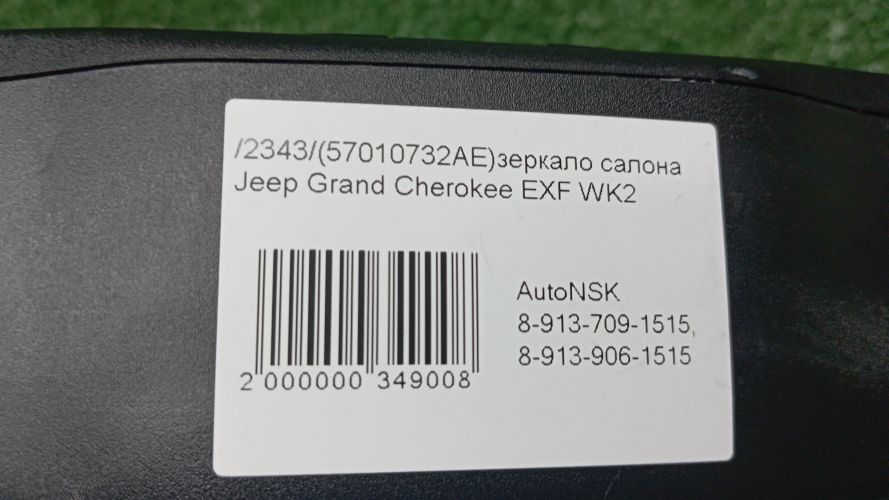 /2343/(57010732AE)зеркало салона
Jeep Grand Cherokee EXF WK2
AutoNSK
8-913-709-1515,
8-913-906-1515
2 000000 349008